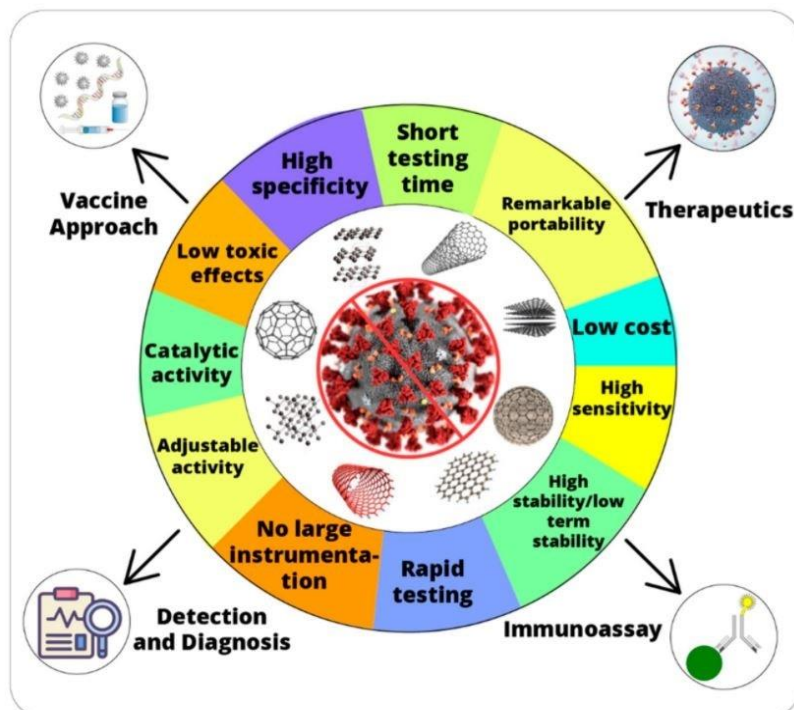 Short
testing
time
High
specificity
Remarkable
portability
Vaccine
Approach
Therapeutics
Low toxic
effects
Low cost
Catalytic
activity
High
sensitivity
Adjustable
activity
High
stability/low
term
stability
No large
instrumenta-
tion
Rapid
testing
Detection
and Diagnosis
Immunoassay